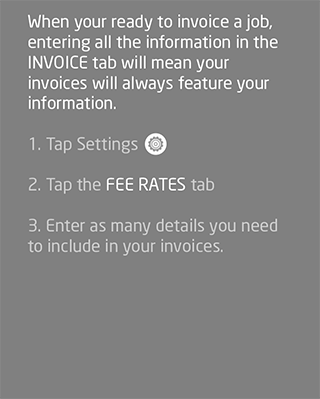 When your ready to invoice a job,
entering all the information in the
INVOICE tab will mean your
invoices will always feature your
information.
1. Tap Settings
2. Tap the FEE RATES tab
3. Enter as many details you need
to include in your invoices.